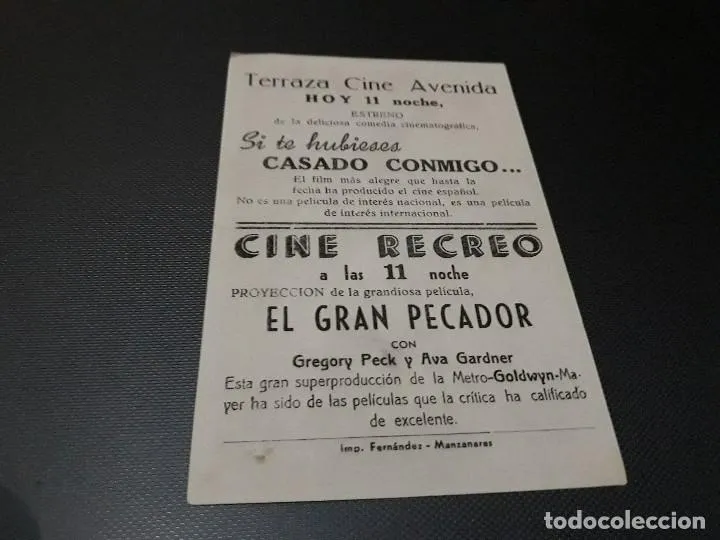 Terraza Cine Avenida
HOY 11 noche,
ESTRENO
de la deliciosa comedia cinematográfica,
Si te hubieses
CASADO CONMIGO...
El film más alegre que hasta la
fecha ha producido el cine español.
No es una película de interés nacional, es una película
de interés internacional.
CINE RECREO
a las 11 noche
PROYECCION de la grandiosa película,
EL GRAN PECADOR
CON
Gregory Peck y Ava Gardner
Esta gran superproducción de la Metro-Goldwyn-Ma-
yer ha sido de las películas que la crítica ha calificado
de excelente.
Imp. Fernández - Manzanares
todocoleccion